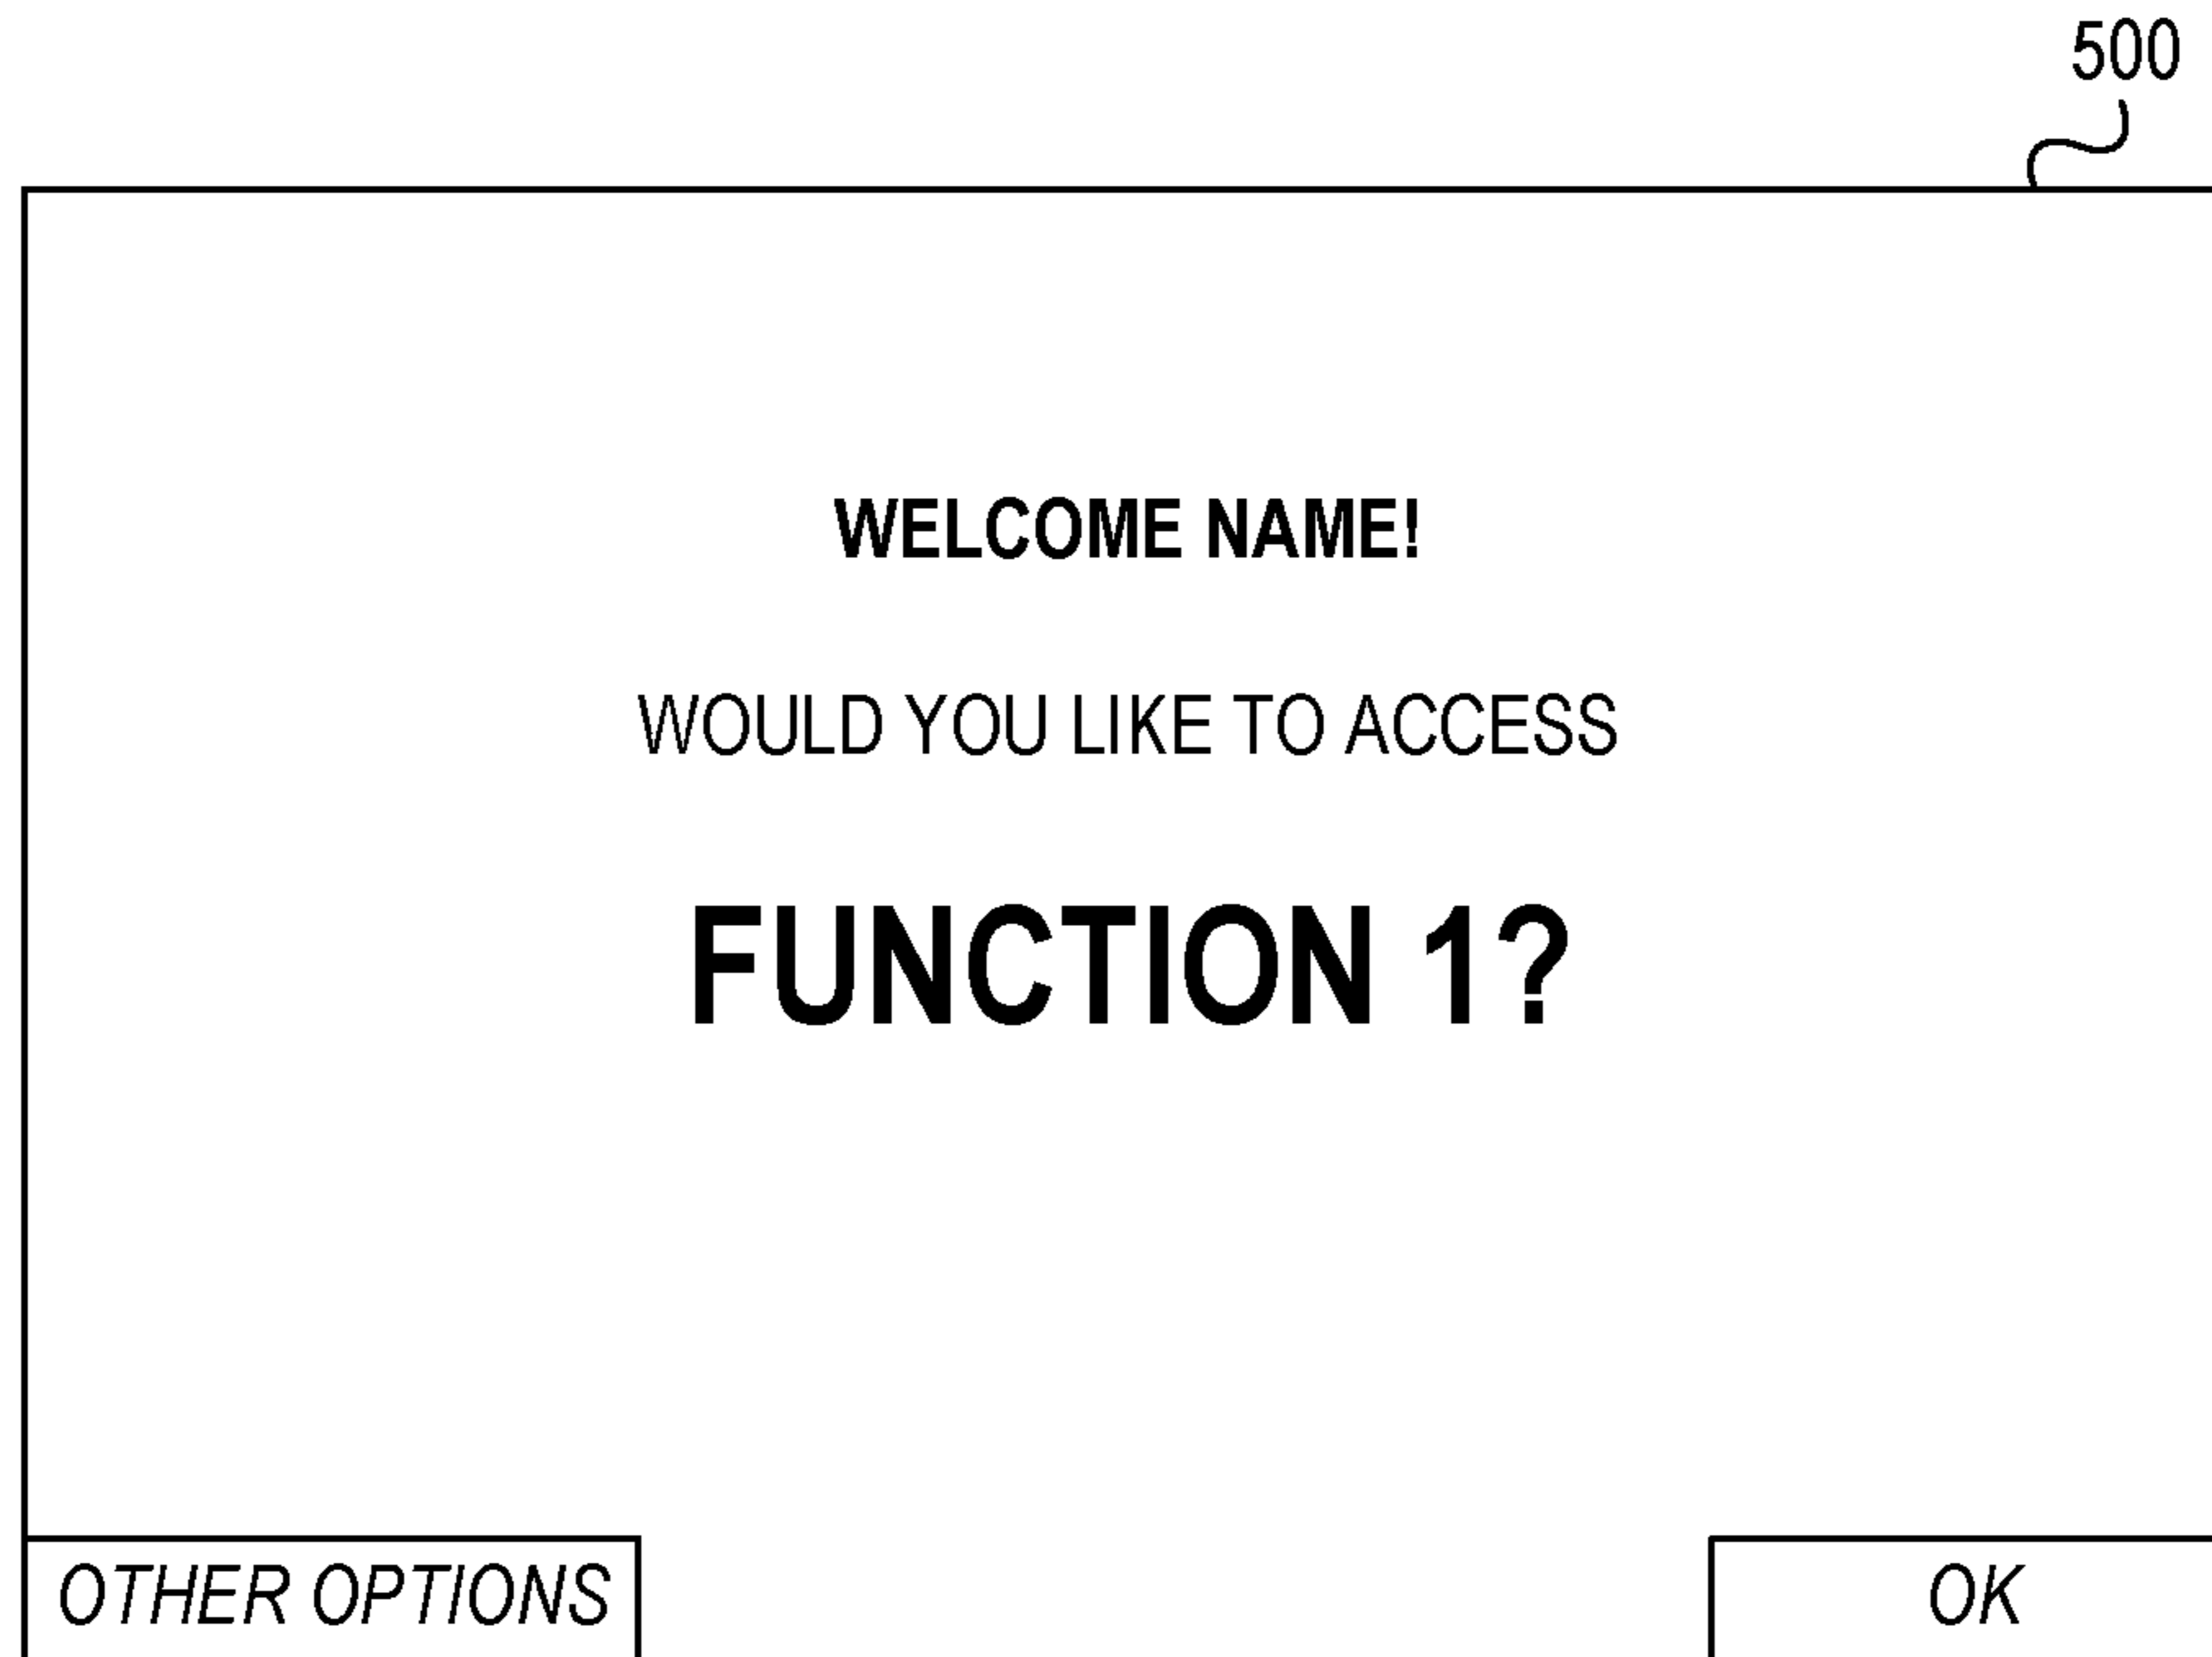 500
WELCOME NAME!
WOULD YOU LIKE TO ACCESS
FUNCTION 1?
OTHER OPTIONS
OK